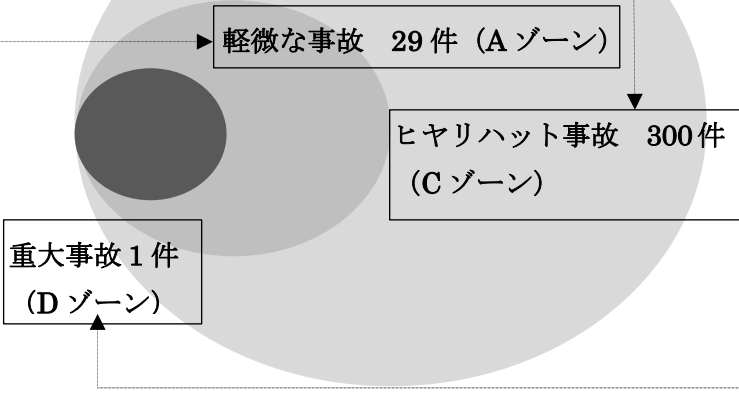 軽微な事故　29 件（A ゾーン）
ヒヤリハット事故　300 件
（C ゾーン）
重大事故 1 件
（D ゾーン）